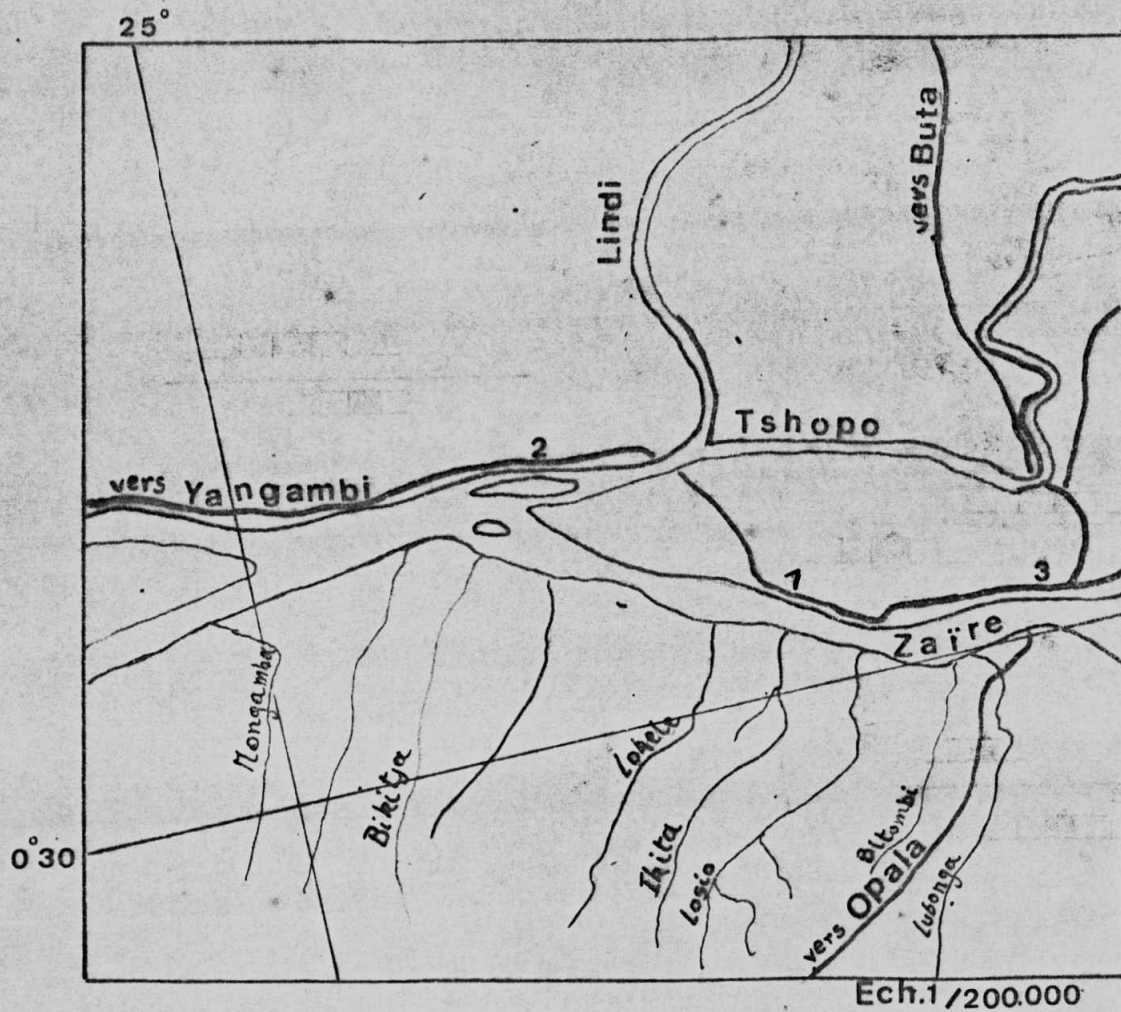 25°
Lindi
vers Buta
Tshopo
2
vers Yangambi
1
3
Zaïre
Mongamba
Bikitja
Lokele
Ikita
Losio
Bitombi
vers Opala
Lubonga
0°30
Ech.1/200.000